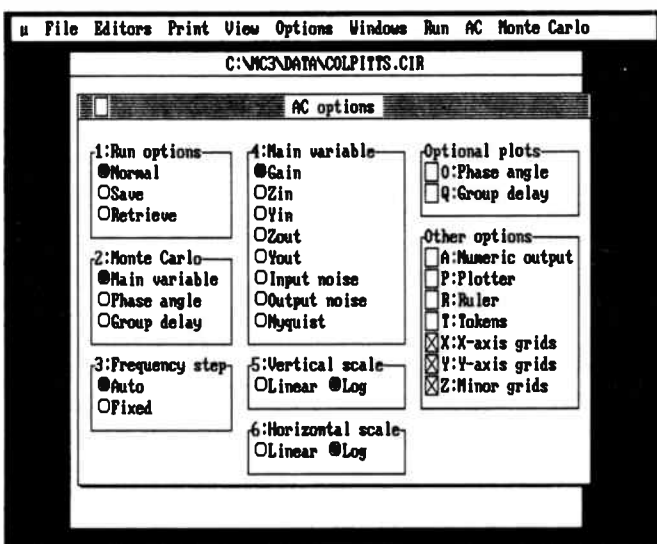 µ File Editors Print View Options Windows Run AC Monte Carlo
C:\MC3\DATA\COLPITTS.CIR
AC options
1:Run options
Normal
Save
Retrieve
2:Monte Carlo
Main variable
Phase angle
Group delay
3:Frequency step
Auto
Fixed
4:Main variable
Gain
Zin
Yin
Zout
Yout
Input noise
Output noise
Nyquist
5:Vertical scale
Linear Log
6:Horizontal scale
Linear Log
Optional plots
O:Phase angle
Q:Group delay
Other options
A:Numeric output
P:Plotter
R:Ruler
T:Tokens
X:X-axis grids
Y:Y-axis grids
Z:Minor grids